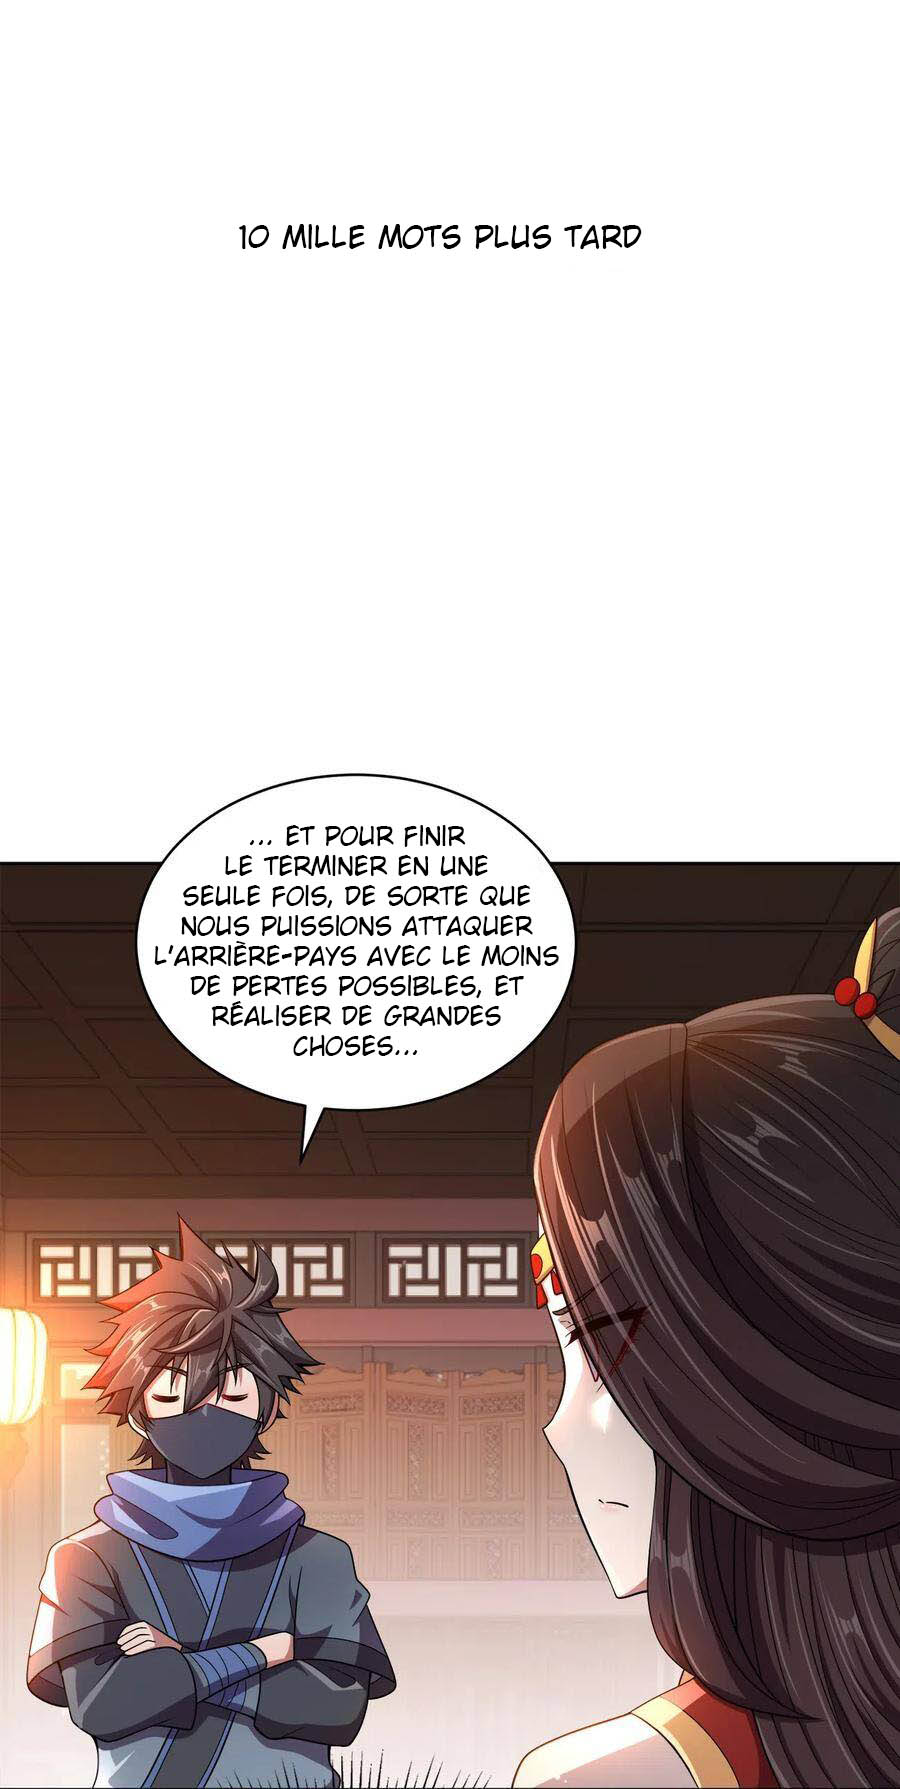 10 MILLE MOTS PLUS TARD
... ET POUR FINIR
LE TERMINER EN UNE
SEULE FOIS, DE SORTE QUE
NOUS PUISSIONS ATTAQUER
L'ARRIÈRE-PAYS AVEC LE MOINS
DE PERTES POSSIBLES, ET
RÉALISER DE GRANDES
CHOSES...